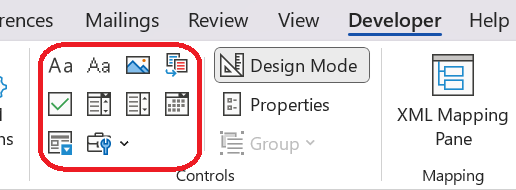 rences Mailings Review View Developer Help
Aa Aa
Design Mode
Properties
Group
XML Mapping
Pane
ns
Controls Mapping